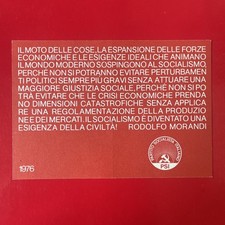 IL MOTO DELLE COSE, LA ESPANSIONE DELLE FORZE
ECONOMICHE E LE ESIGENZE IDEALI CHE ANIMANO
IL MONDO MODERNO SOSPINGONO AL SOCIALISMO,
PERCHÉ NON SI POTRANNO EVITARE PERTURBAMEN
TI POLITICI SEMPRE PIÙ GRAVI SENZA ATTUARE UNA
MAGGIORE GIUSTIZIA SOCIALE, PERCHÉ NON SI PO
TRÀ EVITARE CHE LE CRISI ECONOMICHE PRENDA
NO DIMENSIONI CATASTROFICHE SENZA APPLICA
RE UNA REGOLAMENTAZIONE DELLA PRODUZIO
NE E DEI MERCATI. IL SOCIALISMO È DIVENTATO UNA
ESIGENZA DELLA CIVILTÀ! RODOLFO MORANDI
1976
PARTITO SOCIALISTA ITALIANO
PSI